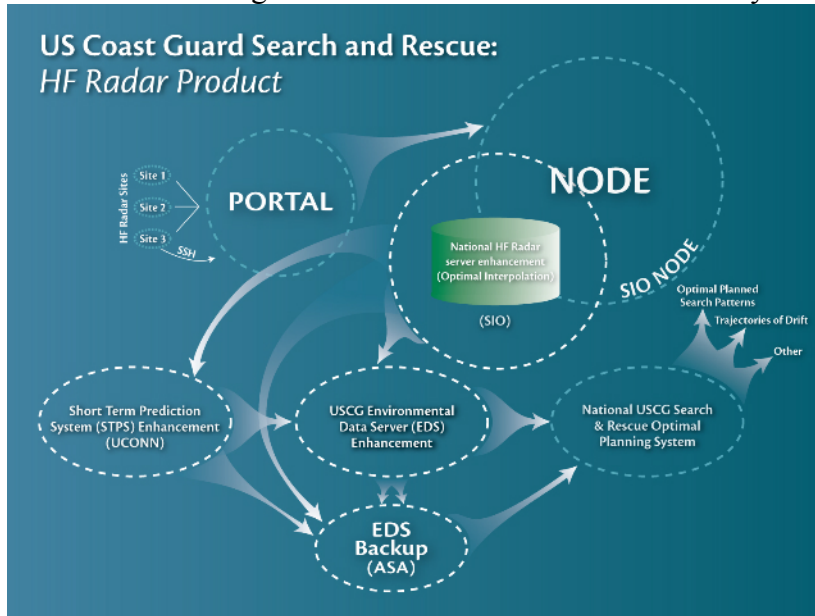 US Coast Guard Search and Rescue:
HF Radar Product
HF Radar Sites
Site 1
Site 2
Site 3
SSH
PORTAL
NODE
SIO NODE
National HF Radar
server enhancement
(Optimal Interpolation)
(SIO)
Optimal Planned
Search Patterns
Trajectories of Drift
Other
Short Term Prediction
System (STPS) Enhancement
(UCONN)
USCG Environmental
Data Server (EDS)
Enhancement
National USCG Search
& Rescue Optimal
Planning System
EDS
Backup
(ASA)